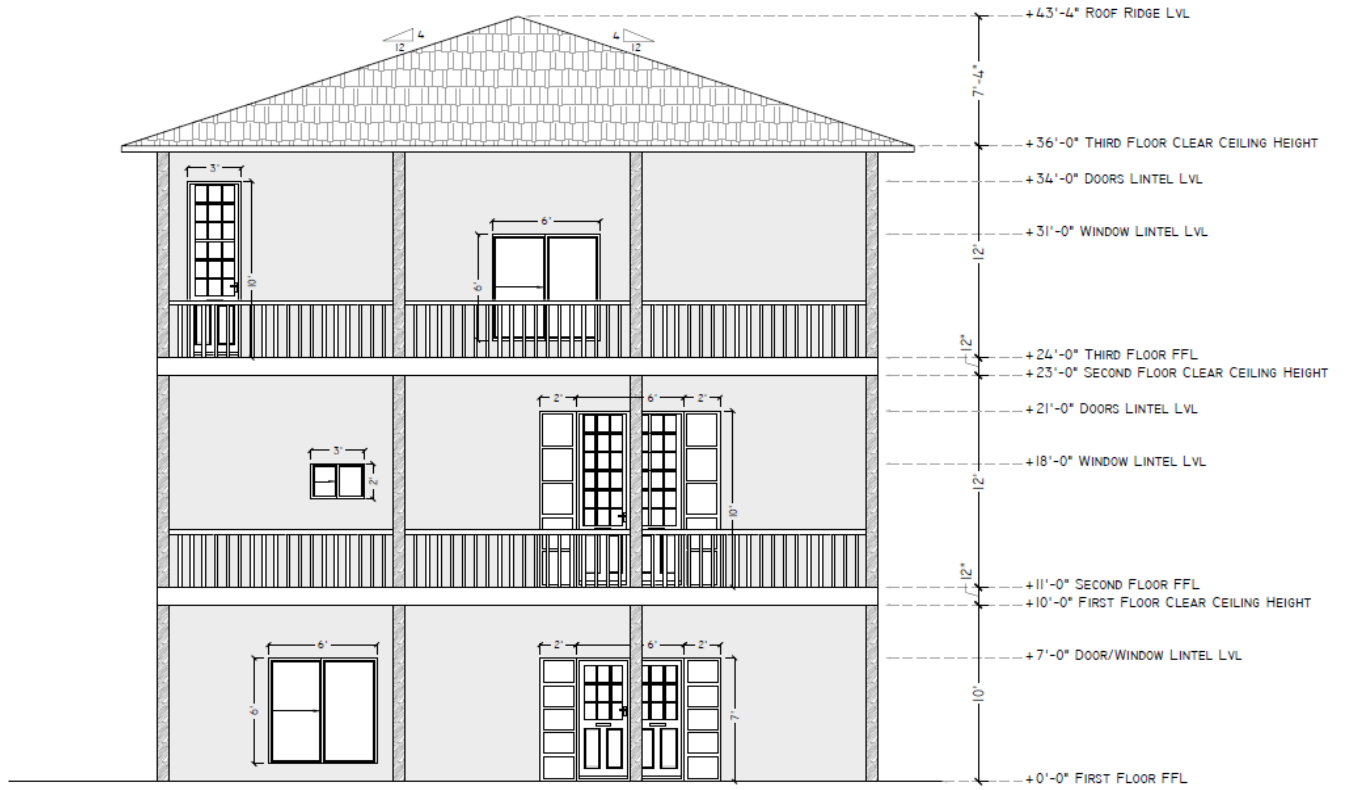 +43'-4" Roof Ridge Lvl
4
12
4
12
7'-4"
+36'-0" Third Floor Clear Ceiling Height
3'
+34'-0" Doors Lintel Lvl
6'
+31'-0" Window Lintel Lvl
12'
10'
6'
12"
+24'-0" Third Floor FFL
+23'-0" Second Floor Clear Ceiling Height
2'
6'
2'
+21'-0" Doors Lintel Lvl
3'
+18'-0" Window Lintel Lvl
2'
12'
10'
12"
+11'-0" Second Floor FFL
+10'-0" First Floor Clear Ceiling Height
6'
2'
6'
2'
+7'-0" Door/Window Lintel Lvl
6'
7'
10'
+0'-0" First Floor FFL